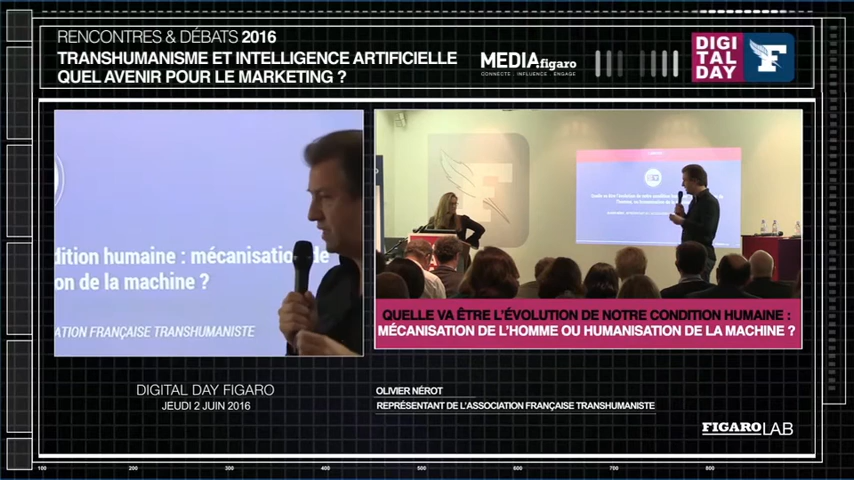 RENCONTRES & DÉBATS 2016
TRANSHUMANISME ET INTELLIGENCE ARTIFICIELLE
QUEL AVENIR POUR LE MARKETING ?
MEDIAfigaro
CONNECTE . INFLUENCE . ENGAGE
DIGI
TAL
DAY
F
dition humaine : mécanisation de
on de la machine ?
ATION FRANÇAISE TRANSHUMANISTE
QUELLE VA ÊTRE L'ÉVOLUTION DE NOTRE CONDITION HUMAINE :
MÉCANISATION DE L'HOMME OU HUMANISATION DE LA MACHINE ?
DIGITAL DAY FIGARO
JEUDI 2 JUIN 2016
OLIVIER NÉROT
REPRÉSENTANT DE L'ASSOCIATION FRANÇAISE TRANSHUMANISTE
FIGAROLAB
100 200 300 400 500 600 700 800